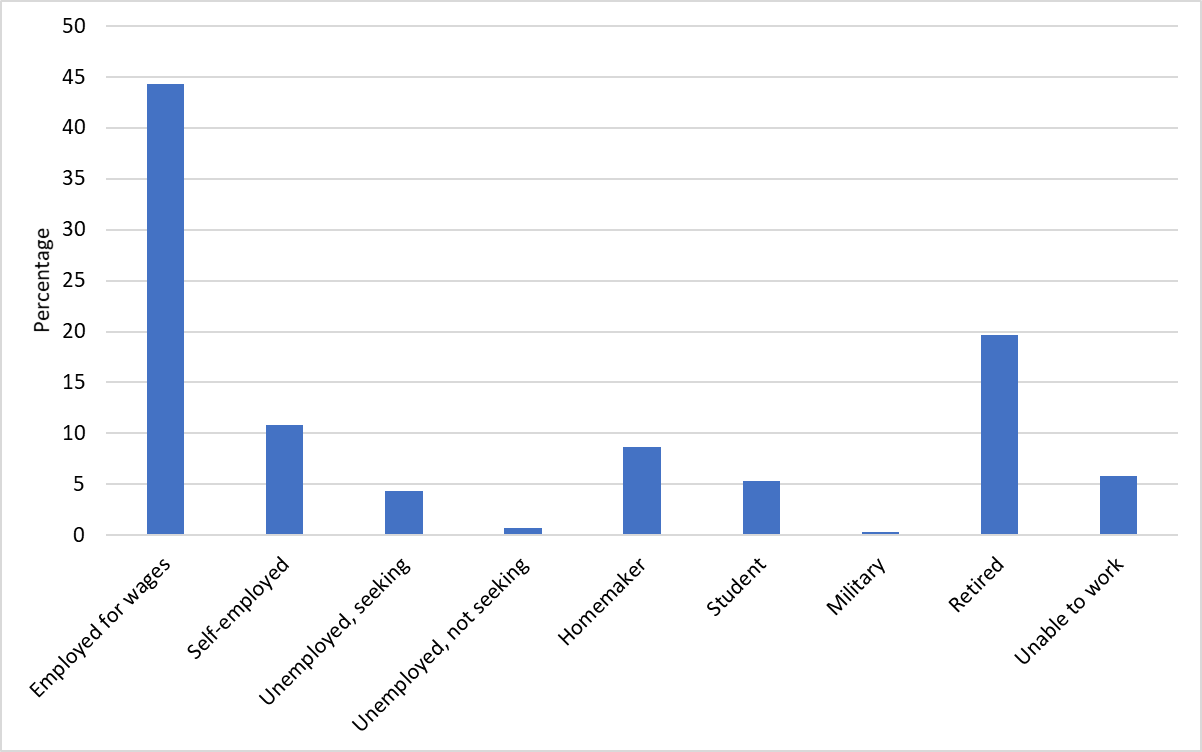 50
45
40
35
30
25
20
15
10
5
0
Percentage
Employed for wages
Self-employed
Unemployed, seeking
Unemployed, not seeking
Homemaker
Student
Military
Retired
Unable to work